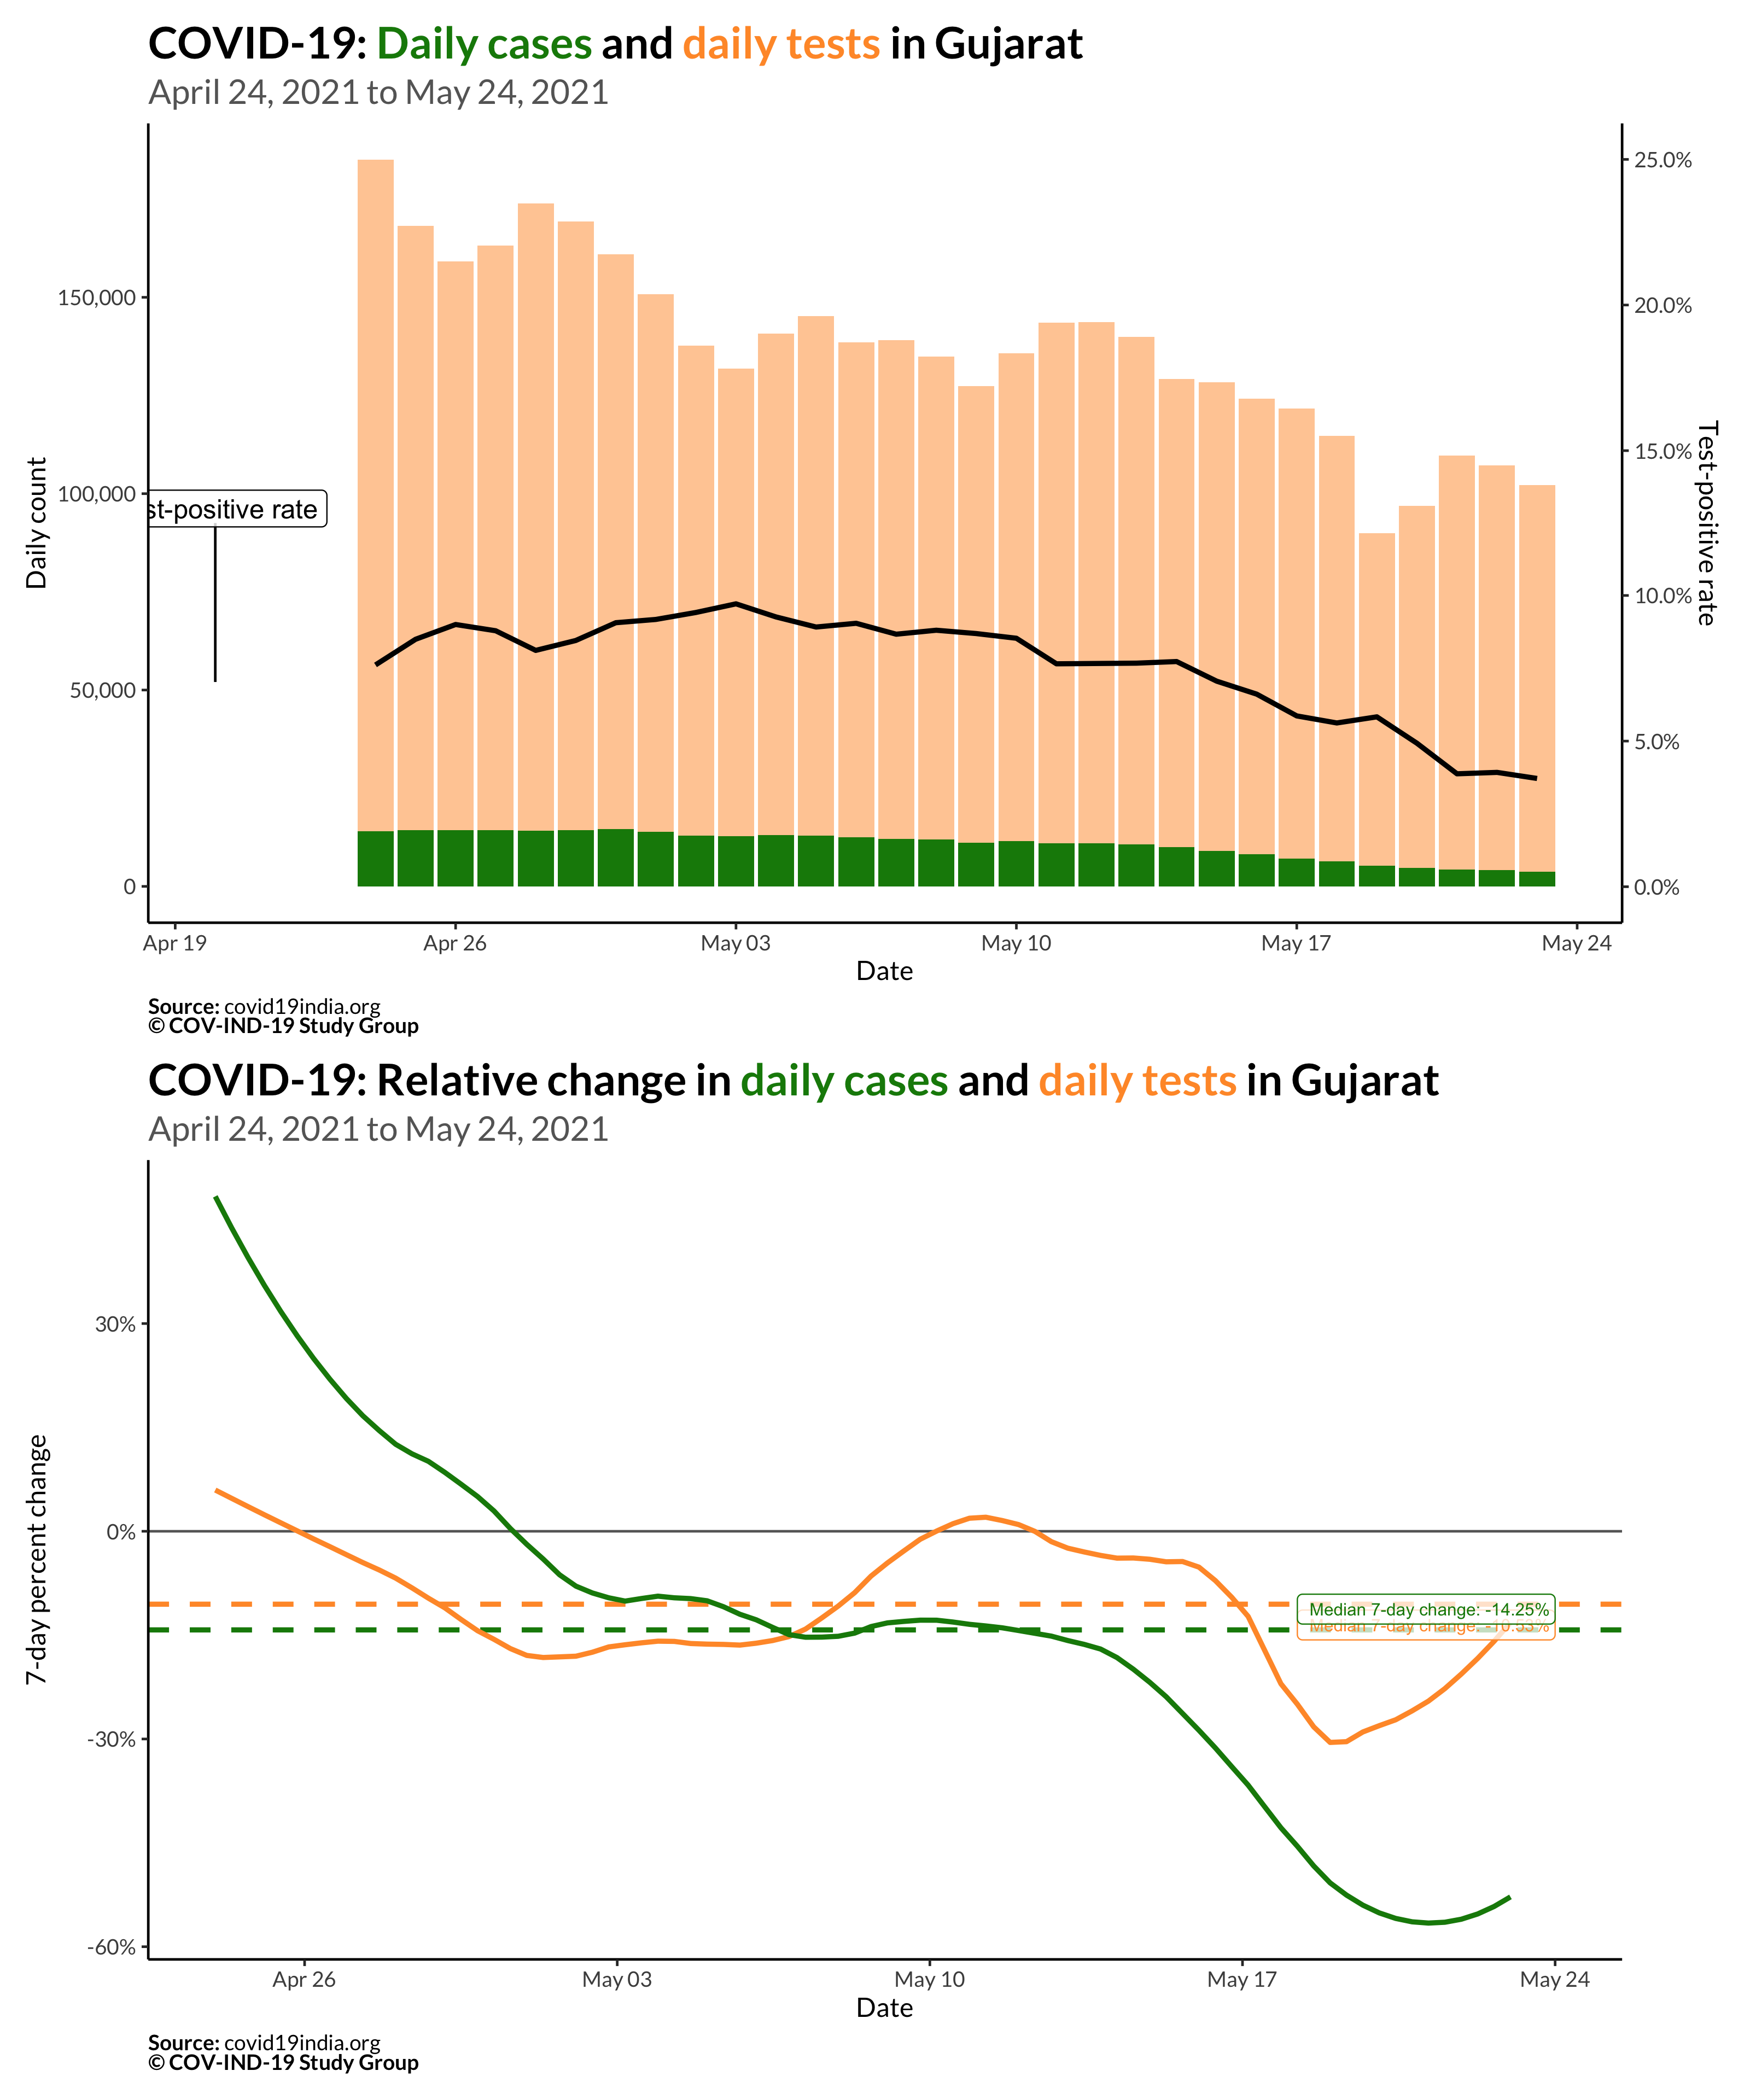 COVID-19: Daily cases and daily tests in Gujarat
April 24, 2021 to May 24, 2021
25.0%
20.0%
15.0%
10.0%
5.0%
0.0%
Test-positive rate
150,000
100,000
50,000
0
Daily count
st-positive rate
Apr 19
Apr 26
May 03
May 10
May 17
May 24
Date
Source: covid19india.org
© COV-IND-19 Study Group
COVID-19: Relative change in daily cases and daily tests in Gujarat
April 24, 2021 to May 24, 2021
30%
0%
-30%
-60%
7-day percent change
Median 7-day change: -14.25%
Median 7-day change: -10.53%
Apr 26
May 03
May 10
May 17
May 24
Date
Source: covid19india.org
© COV-IND-19 Study Group